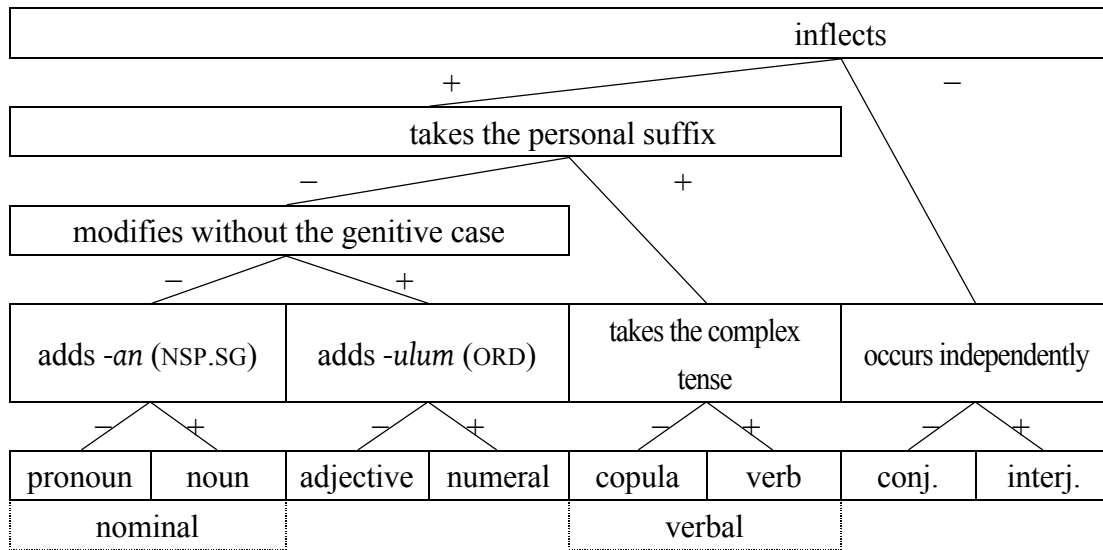 inflects
+ −
takes the personal suffix
− +
modifies without the genitive case
− +
adds -an (NSP.SG) adds -ulum (ORD) takes the complex tense occurs independently
− + − + − + − +
pronoun noun adjective numeral copula verb conj. interj.
nominal verbal